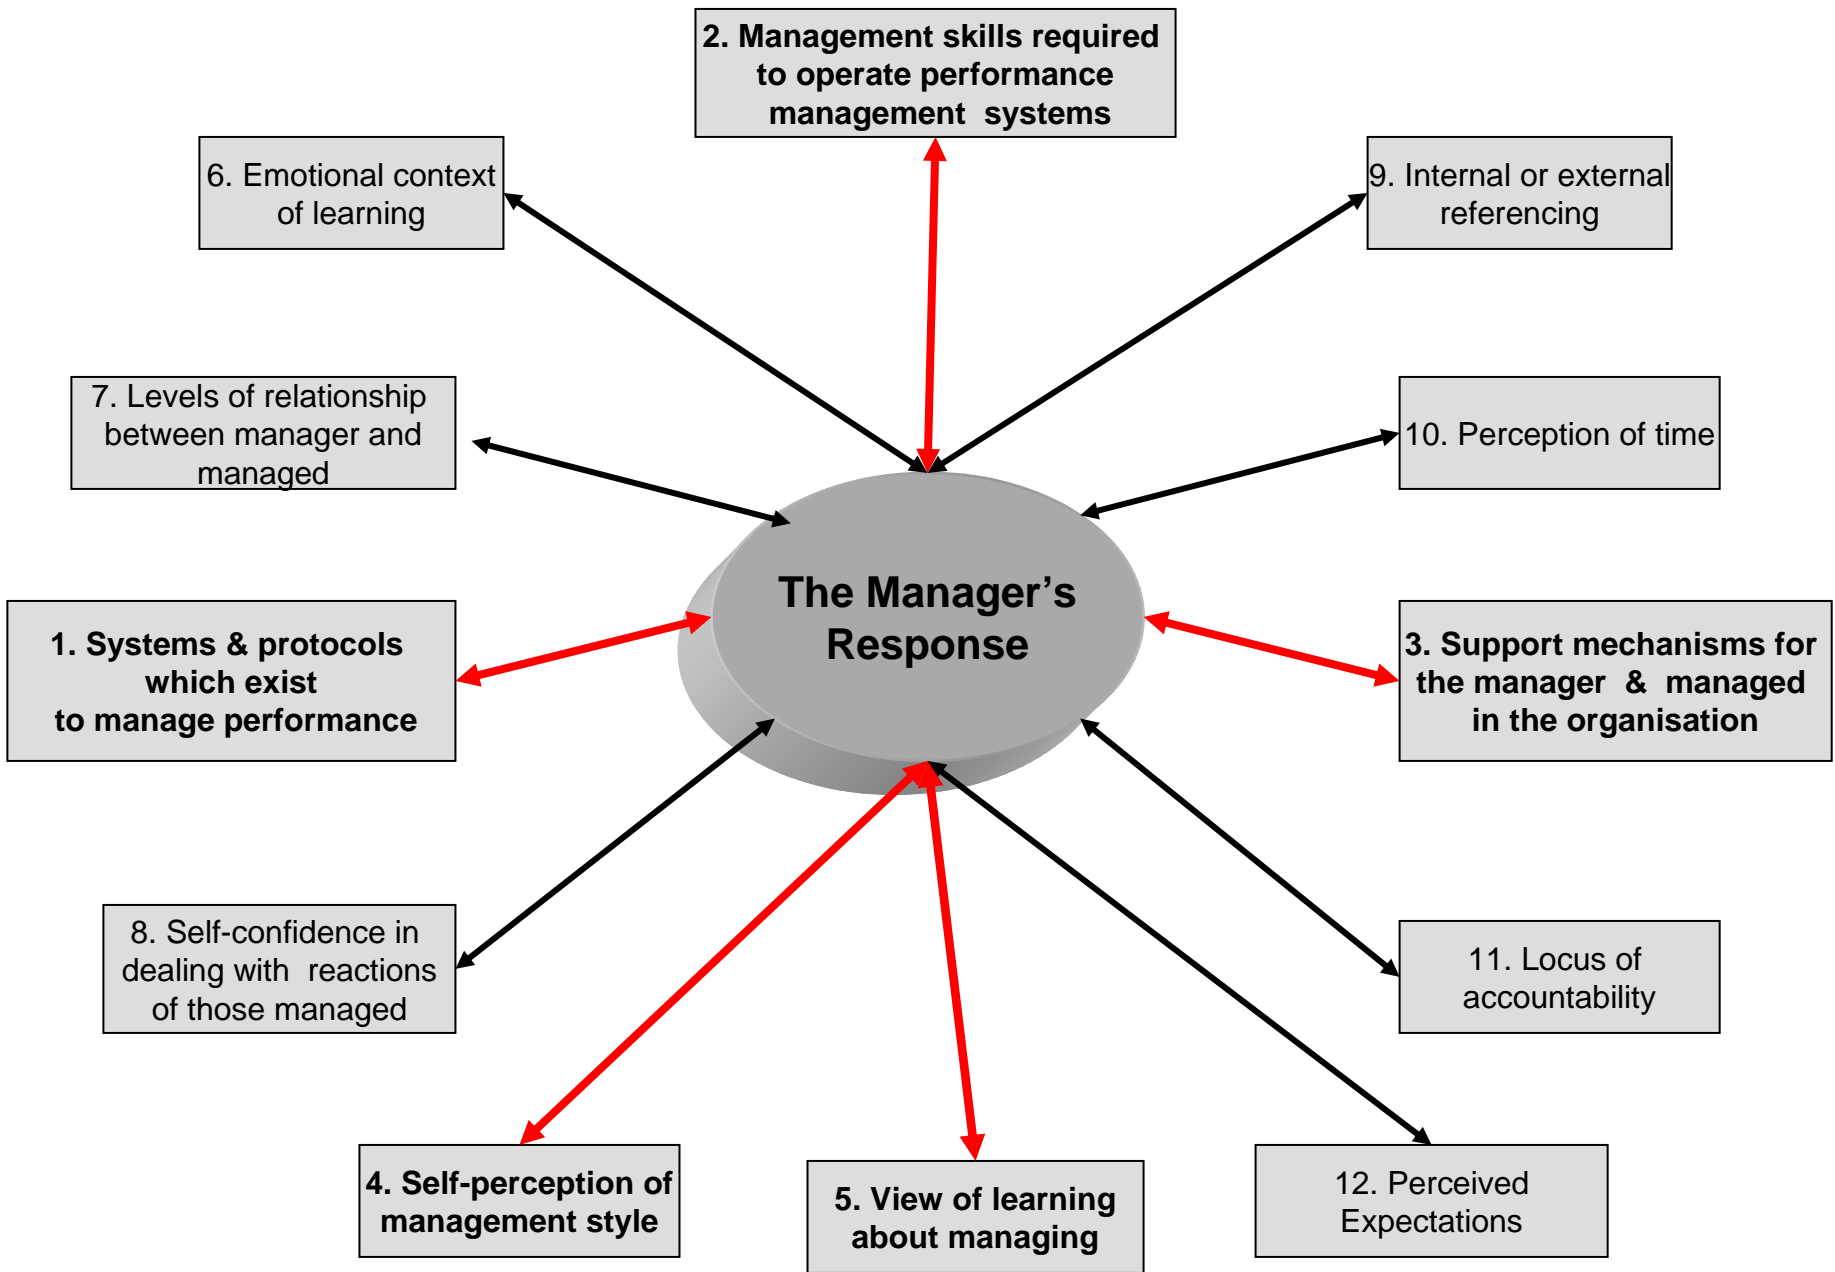 2. Management skills required
to operate performance
management systems
6. Emotional context
of learning
9. Internal or external
referencing
7. Levels of relationship
between manager and
managed
10. Perception of time
The Manager’s
Response
1. Systems & protocols
which exist
to manage performance
3. Support mechanisms for
the manager & managed
in the organisation
8. Self-confidence in
dealing with reactions
of those managed
11. Locus of
accountability
4. Self-perception of
management style
5. View of learning
about managing
12. Perceived
Expectations